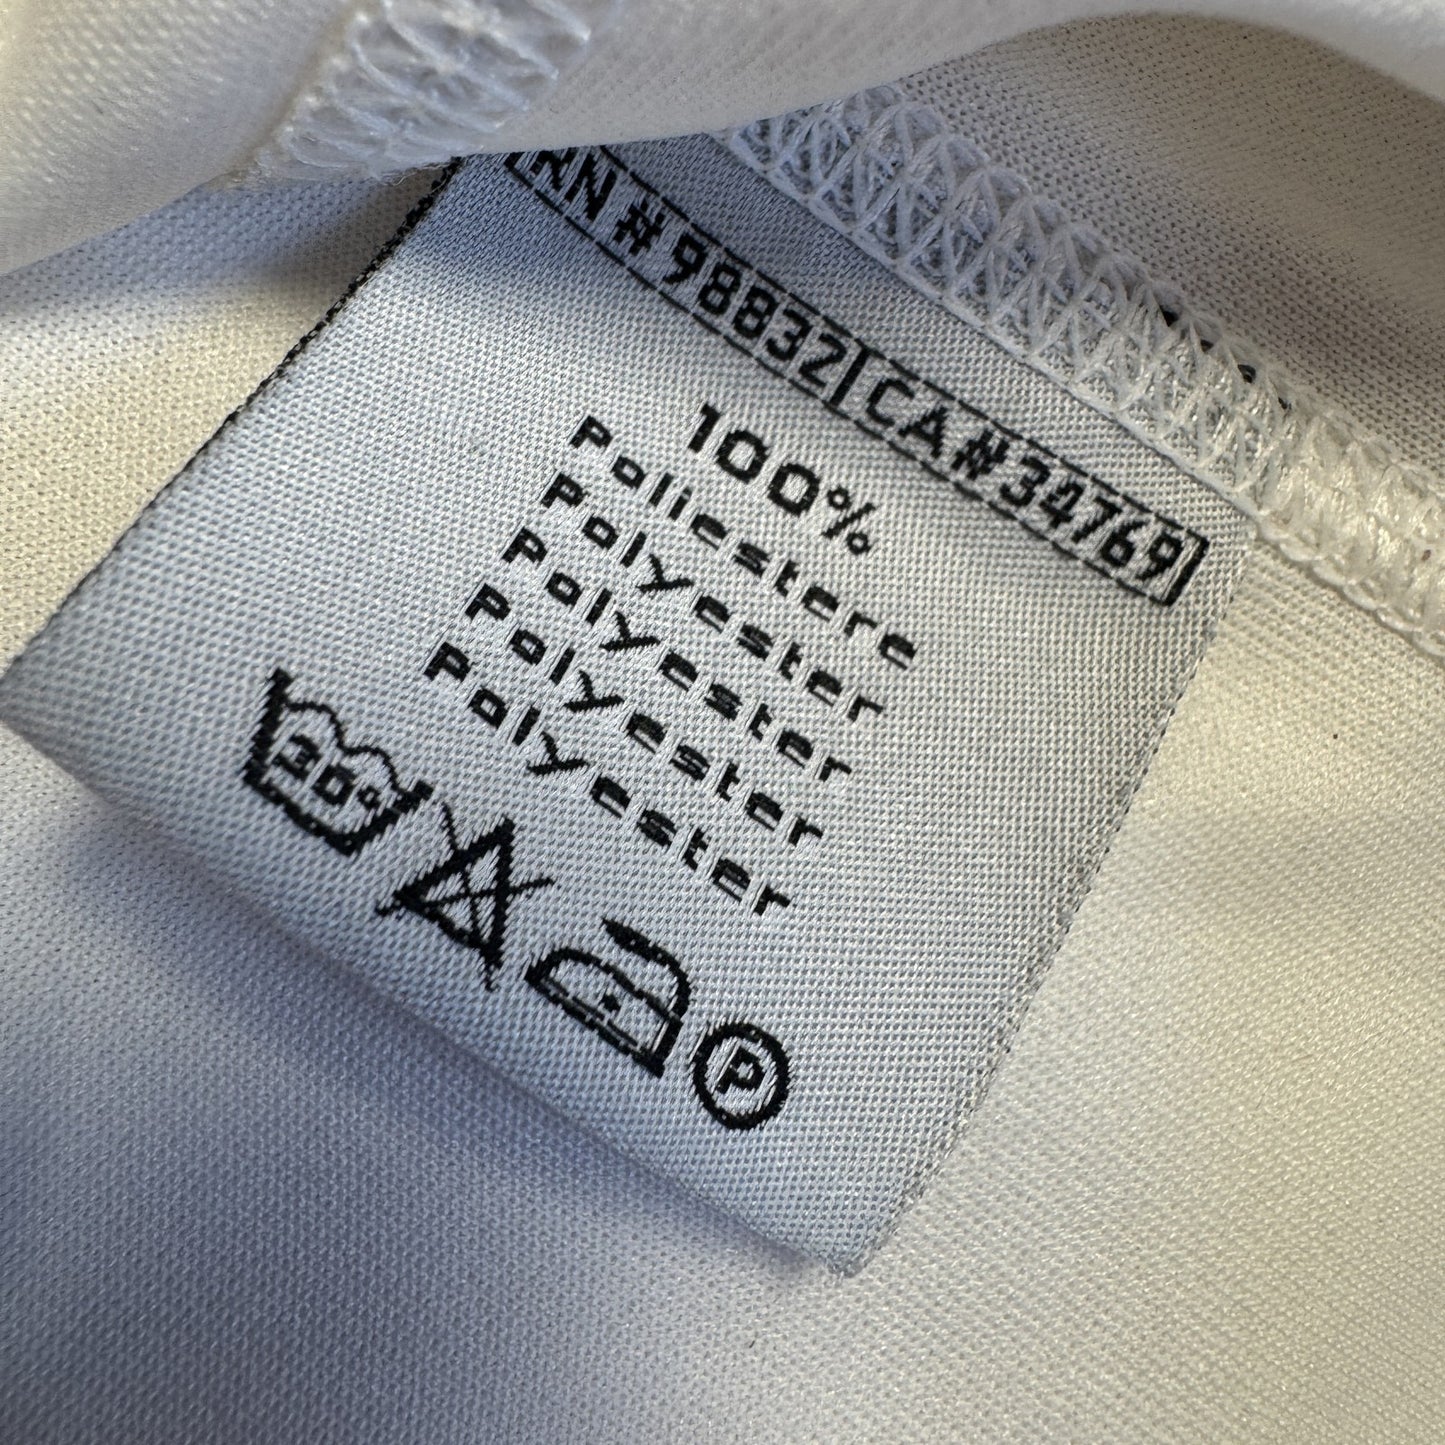 RN # 98832 CA # 34769
100%
Poliestere
Polyester
Polyester
Polyester
Polyester
30°
P